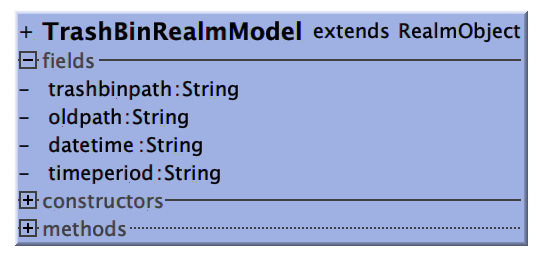 + TrashBinRealmModel extends RealmObject
- fields
- trashbinpath:String
- oldpath:String
- datetime :String
- timeperiod:String
+ constructors
+ methods